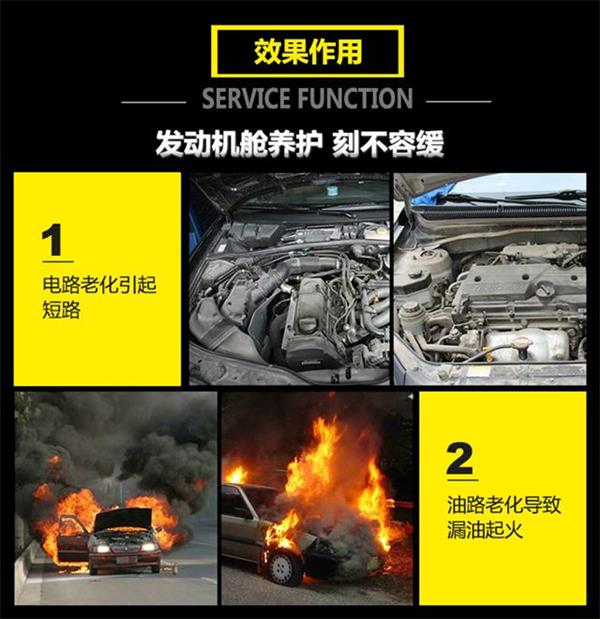 效果作用
SERVICE FUNCTION
发动机舱养护 刻不容缓
1
电路老化引起
短路
2
油路老化导致
漏油起火